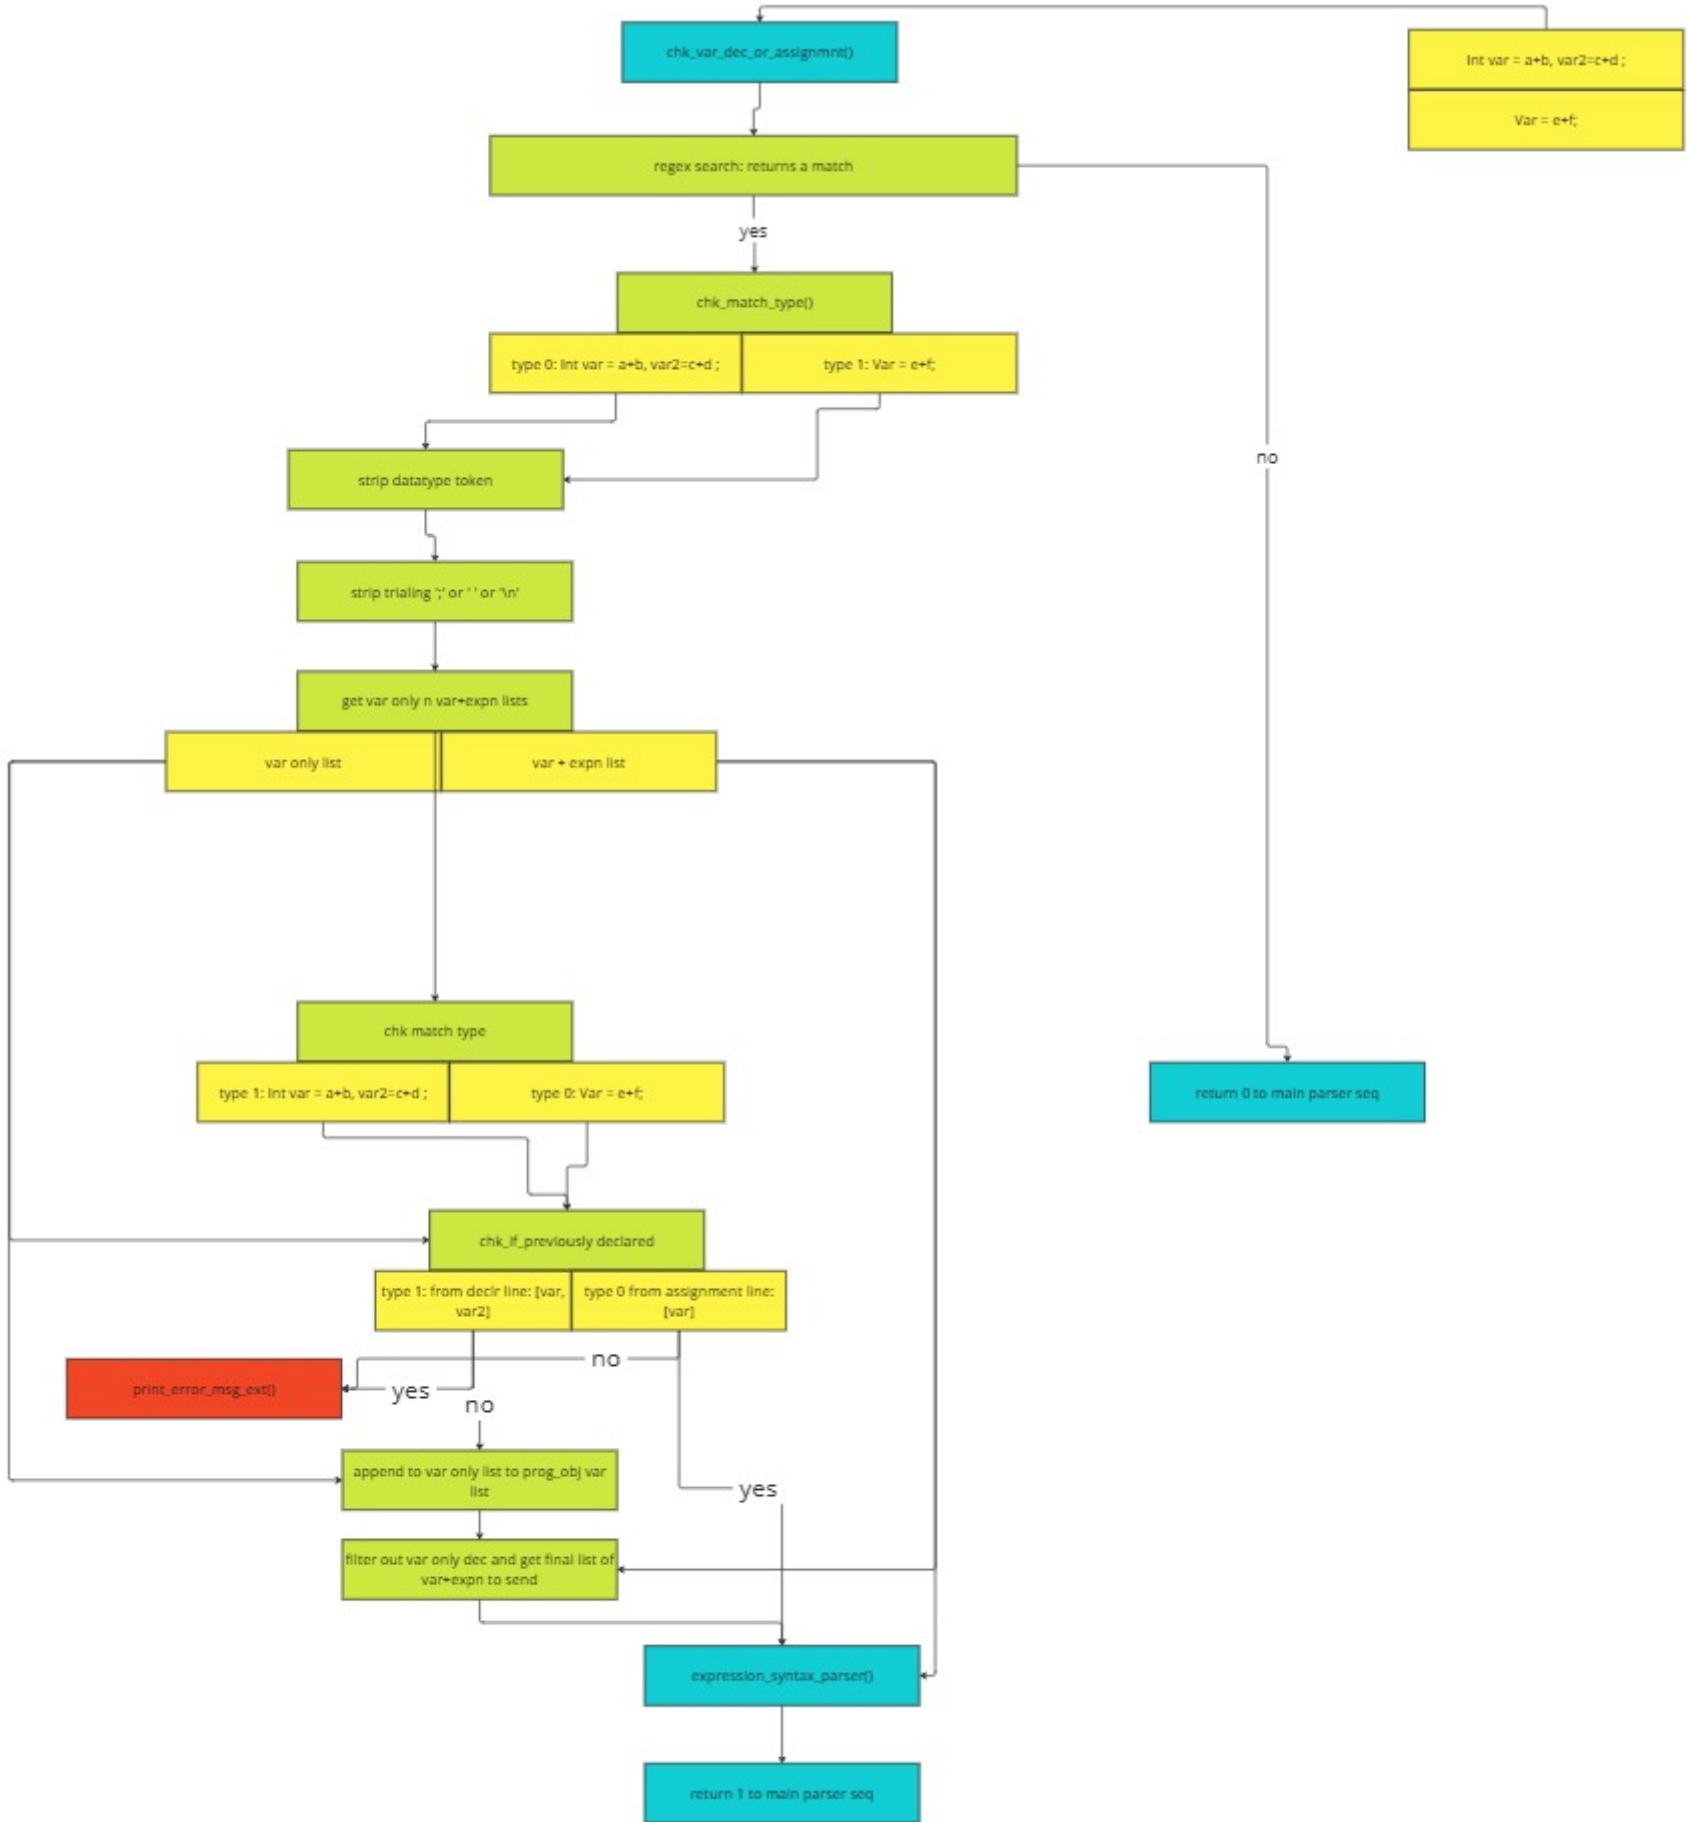 chk_var_dec_or_assignmnt()
Int var = a+b, var2=c+d ;
Var = e+f;
regex search: returns a match
yes
chk_match_type()
type 0: Int var = a+b, var2=c+d ;
type 1: Var = e+f;
no
strip datatype token
strip trialing ';' or ' ' or '\n'
get var only n var+expn lists
var only list
var + expn list
chk match type
type 1: Int var = a+b, var2=c+d ;
type 0: Var = e+f;
return 0 to main parser seq
chk_if_previously declared
type 1: from declr line: [var,
var2]
type 0 from assignment line:
[var]
no
print_error_msg_ext()
yes
no
append to var only list to prog_obj var
list
yes
filter out var only dec and get final list of
var+expn to send
expression_syntax_parser()
return 1 to main parser seq